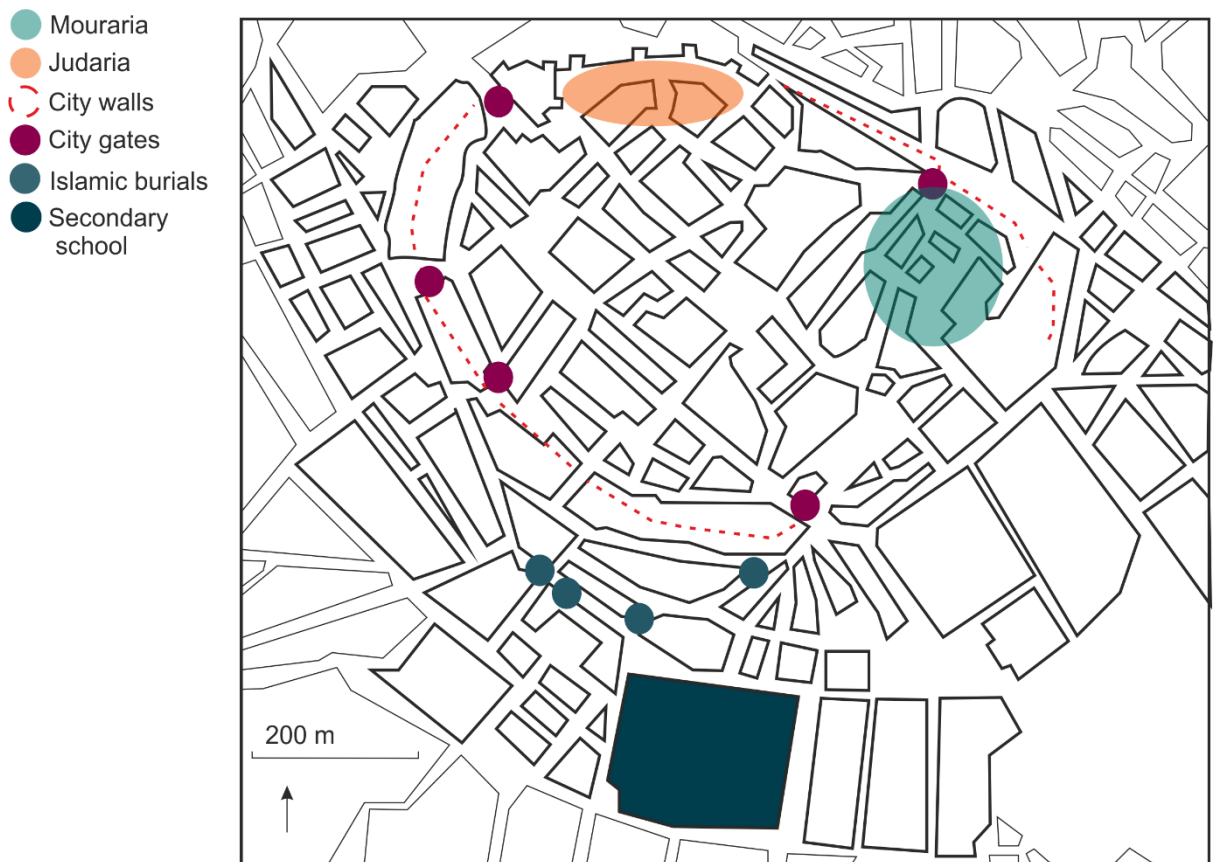 Mouraria
Judaria
City walls
City gates
Islamic burials
Secondary
school
200 m